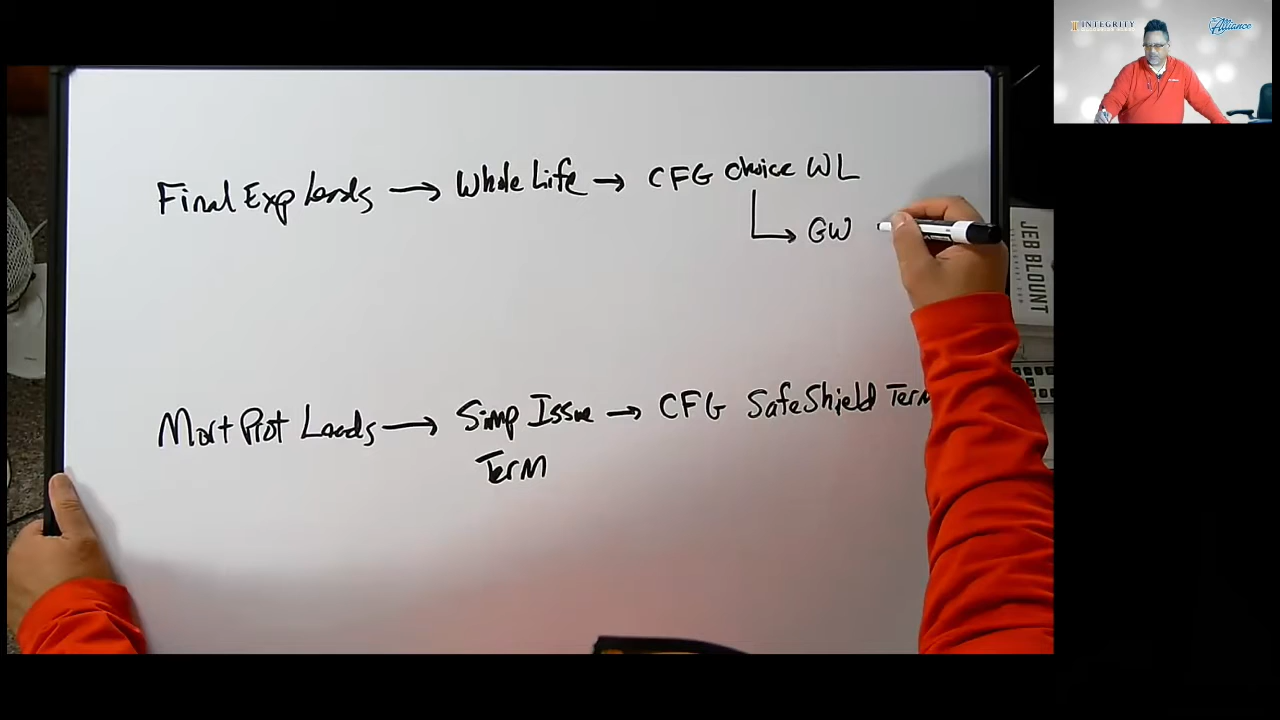 INTEGRITY
The Alliance
Final Exp Leads → Whole Life → CFG Choice WL
→ GW
JEB BLOUNT
Mort Prot Leads → Simp Issue → CFG SafeShield Term
Term